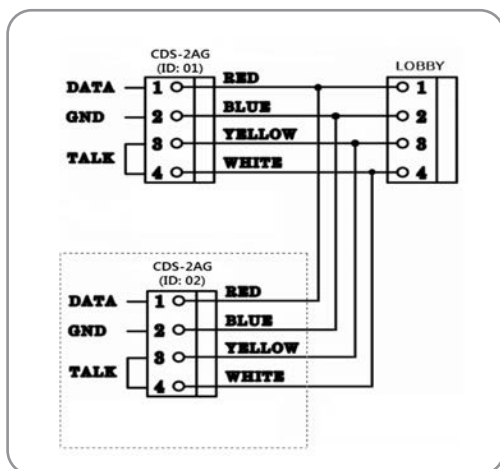 CDS-2AG
(ID: 01)
LOBBY
DATA 1 RED 1
GND 2 BLUE 2
TALK 3 YELLOW 3
4 WHITE 4
CDS-2AG
(ID: 02)
DATA 1 RED
GND 2 BLUE
TALK 3 YELLOW
4 WHITE